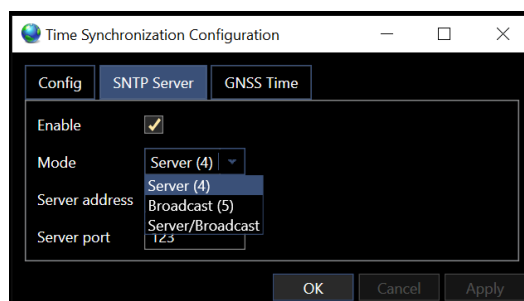 Time Synchronization Configuration
Config SNTP Server GNSS Time
Enable
Mode Server (4)
Server (4)
Server address Broadcast (5)
Server/Broadcast
Server port 123
OK Cancel Apply